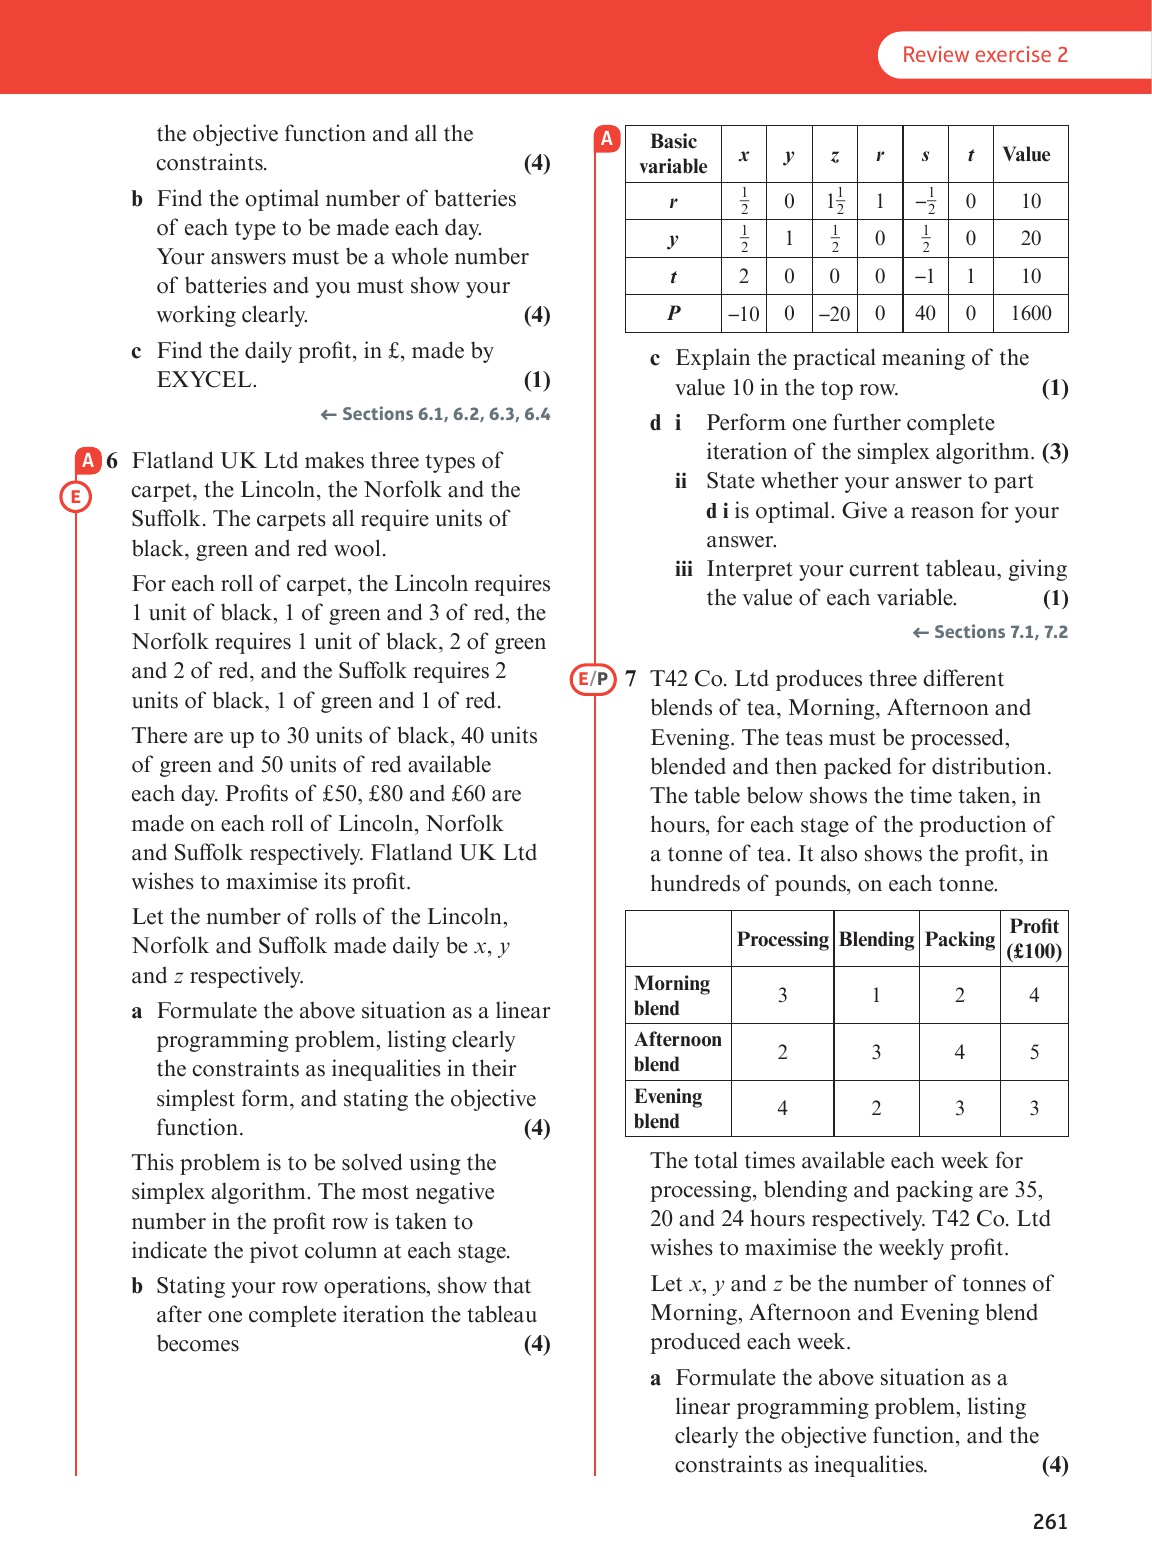 Review exercise 2
the objective function and all the
constraints. (4)
b Find the optimal number of batteries
of each type to be made each day.
Your answers must be a whole number
of batteries and you must show your
working clearly. (4)
c Find the daily profit, in £, made by
EXYCEL. (1)
← Sections 6.1, 6.2, 6.3, 6.4
A 6 Flatland UK Ltd makes three types of
E
carpet, the Lincoln, the Norfolk and the
Suffolk. The carpets all require units of
black, green and red wool.
For each roll of carpet, the Lincoln requires
1 unit of black, 1 of green and 3 of red, the
Norfolk requires 1 unit of black, 2 of green
and 2 of red, and the Suffolk requires 2
units of black, 1 of green and 1 of red.
There are up to 30 units of black, 40 units
of green and 50 units of red available
each day. Profits of £50, £80 and £60 are
made on each roll of Lincoln, Norfolk
and Suffolk respectively. Flatland UK Ltd
wishes to maximise its profit.
Let the number of rolls of the Lincoln,
Norfolk and Suffolk made daily be x, y
and z respectively.
a Formulate the above situation as a linear
programming problem, listing clearly
the constraints as inequalities in their
simplest form, and stating the objective
function. (4)
This problem is to be solved using the
simplex algorithm. The most negative
number in the profit row is taken to
indicate the pivot column at each stage.
b Stating your row operations, show that
after one complete iteration the tableau
becomes (4)
A
Basic
variable x y z r s t Value
r 1/2 0 1 1/2 1 –1/2 0 10
y 1/2 1 1/2 0 1/2 0 20
t 2 0 0 0 –1 1 10
P –10 0 –20 0 40 0 1600
c Explain the practical meaning of the
value 10 in the top row. (1)
d i Perform one further complete
iteration of the simplex algorithm. (3)
ii State whether your answer to part
d i is optimal. Give a reason for your
answer.
iii Interpret your current tableau, giving
the value of each variable. (1)
← Sections 7.1, 7.2
E/P 7 T42 Co. Ltd produces three different
blends of tea, Morning, Afternoon and
Evening. The teas must be processed,
blended and then packed for distribution.
The table below shows the time taken, in
hours, for each stage of the production of
a tonne of tea. It also shows the profit, in
hundreds of pounds, on each tonne.
Processing Blending Packing Profit
(£100)
Morning
blend 3 1 2 4
Afternoon
blend 2 3 4 5
Evening
blend 4 2 3 3
The total times available each week for
processing, blending and packing are 35,
20 and 24 hours respectively. T42 Co. Ltd
wishes to maximise the weekly profit.
Let x, y and z be the number of tonnes of
Morning, Afternoon and Evening blend
produced each week.
a Formulate the above situation as a
linear programming problem, listing
clearly the objective function, and the
constraints as inequalities. (4)
261